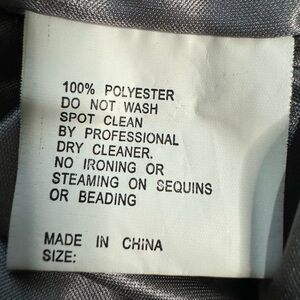 100% POLYESTER
DO NOT WASH
SPOT CLEAN
BY PROFESSIONAL
DRY CLEANER.
NO IRONING OR
STEAMING ON SEQUINS
OR BEADING
MADE IN CHINA
SIZE: